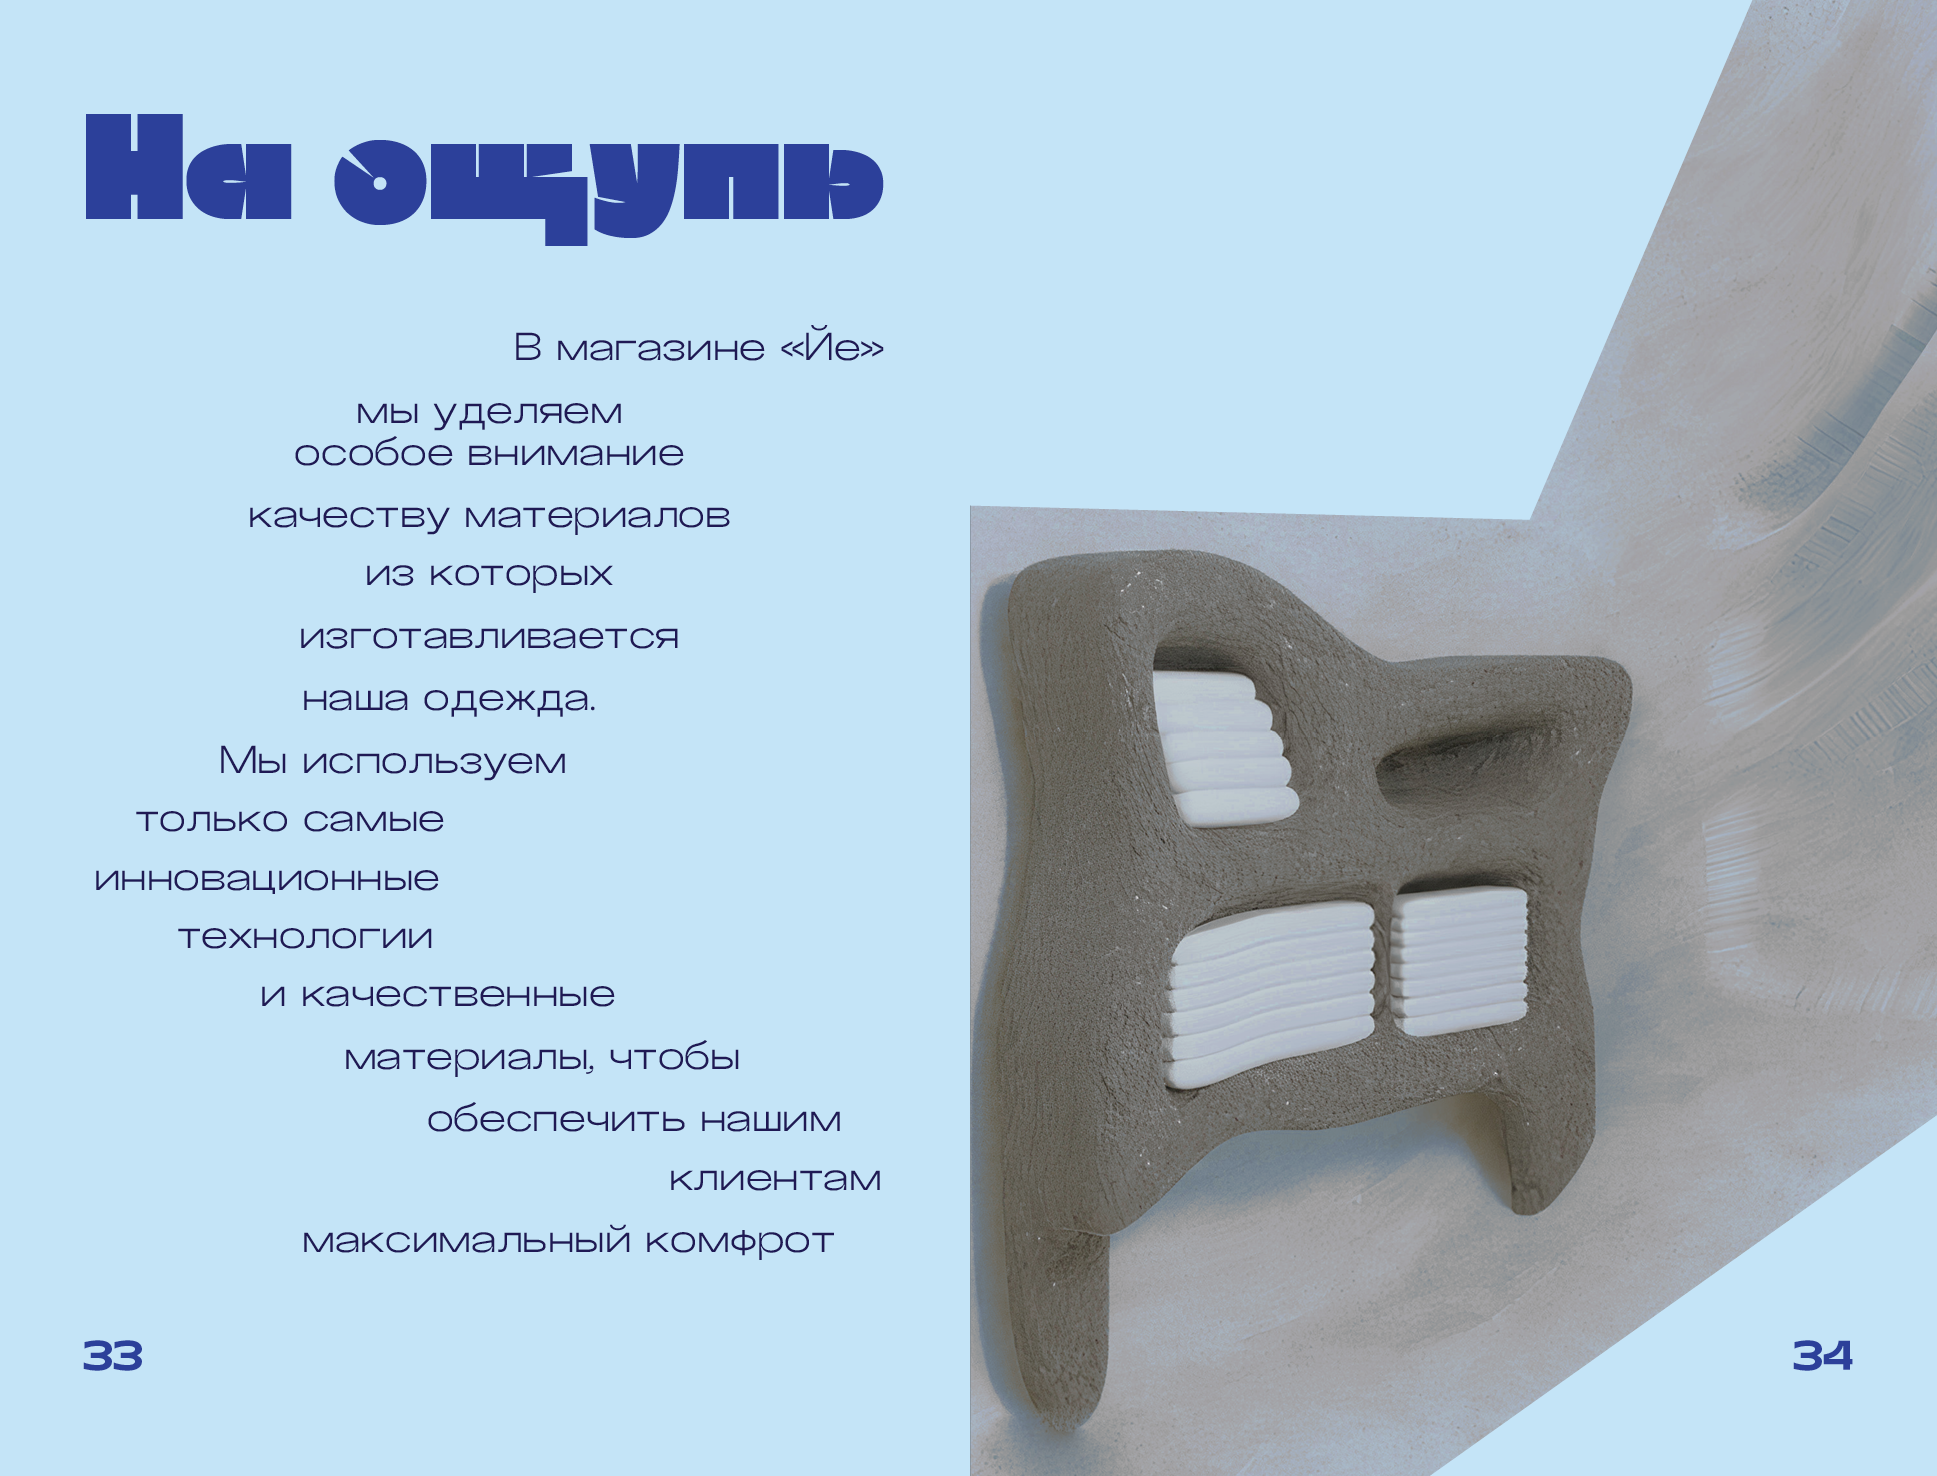 На ощупь
В магазине «Йе»
мы уделяем
особое внимание
качеству материалов
из которых
изготавливается
наша одежда.
Мы используем
только самые
инновационные
технологии
и качественные
материалы, чтобы
обеспечить нашим
клиентам
максимальный комфрот
33
34